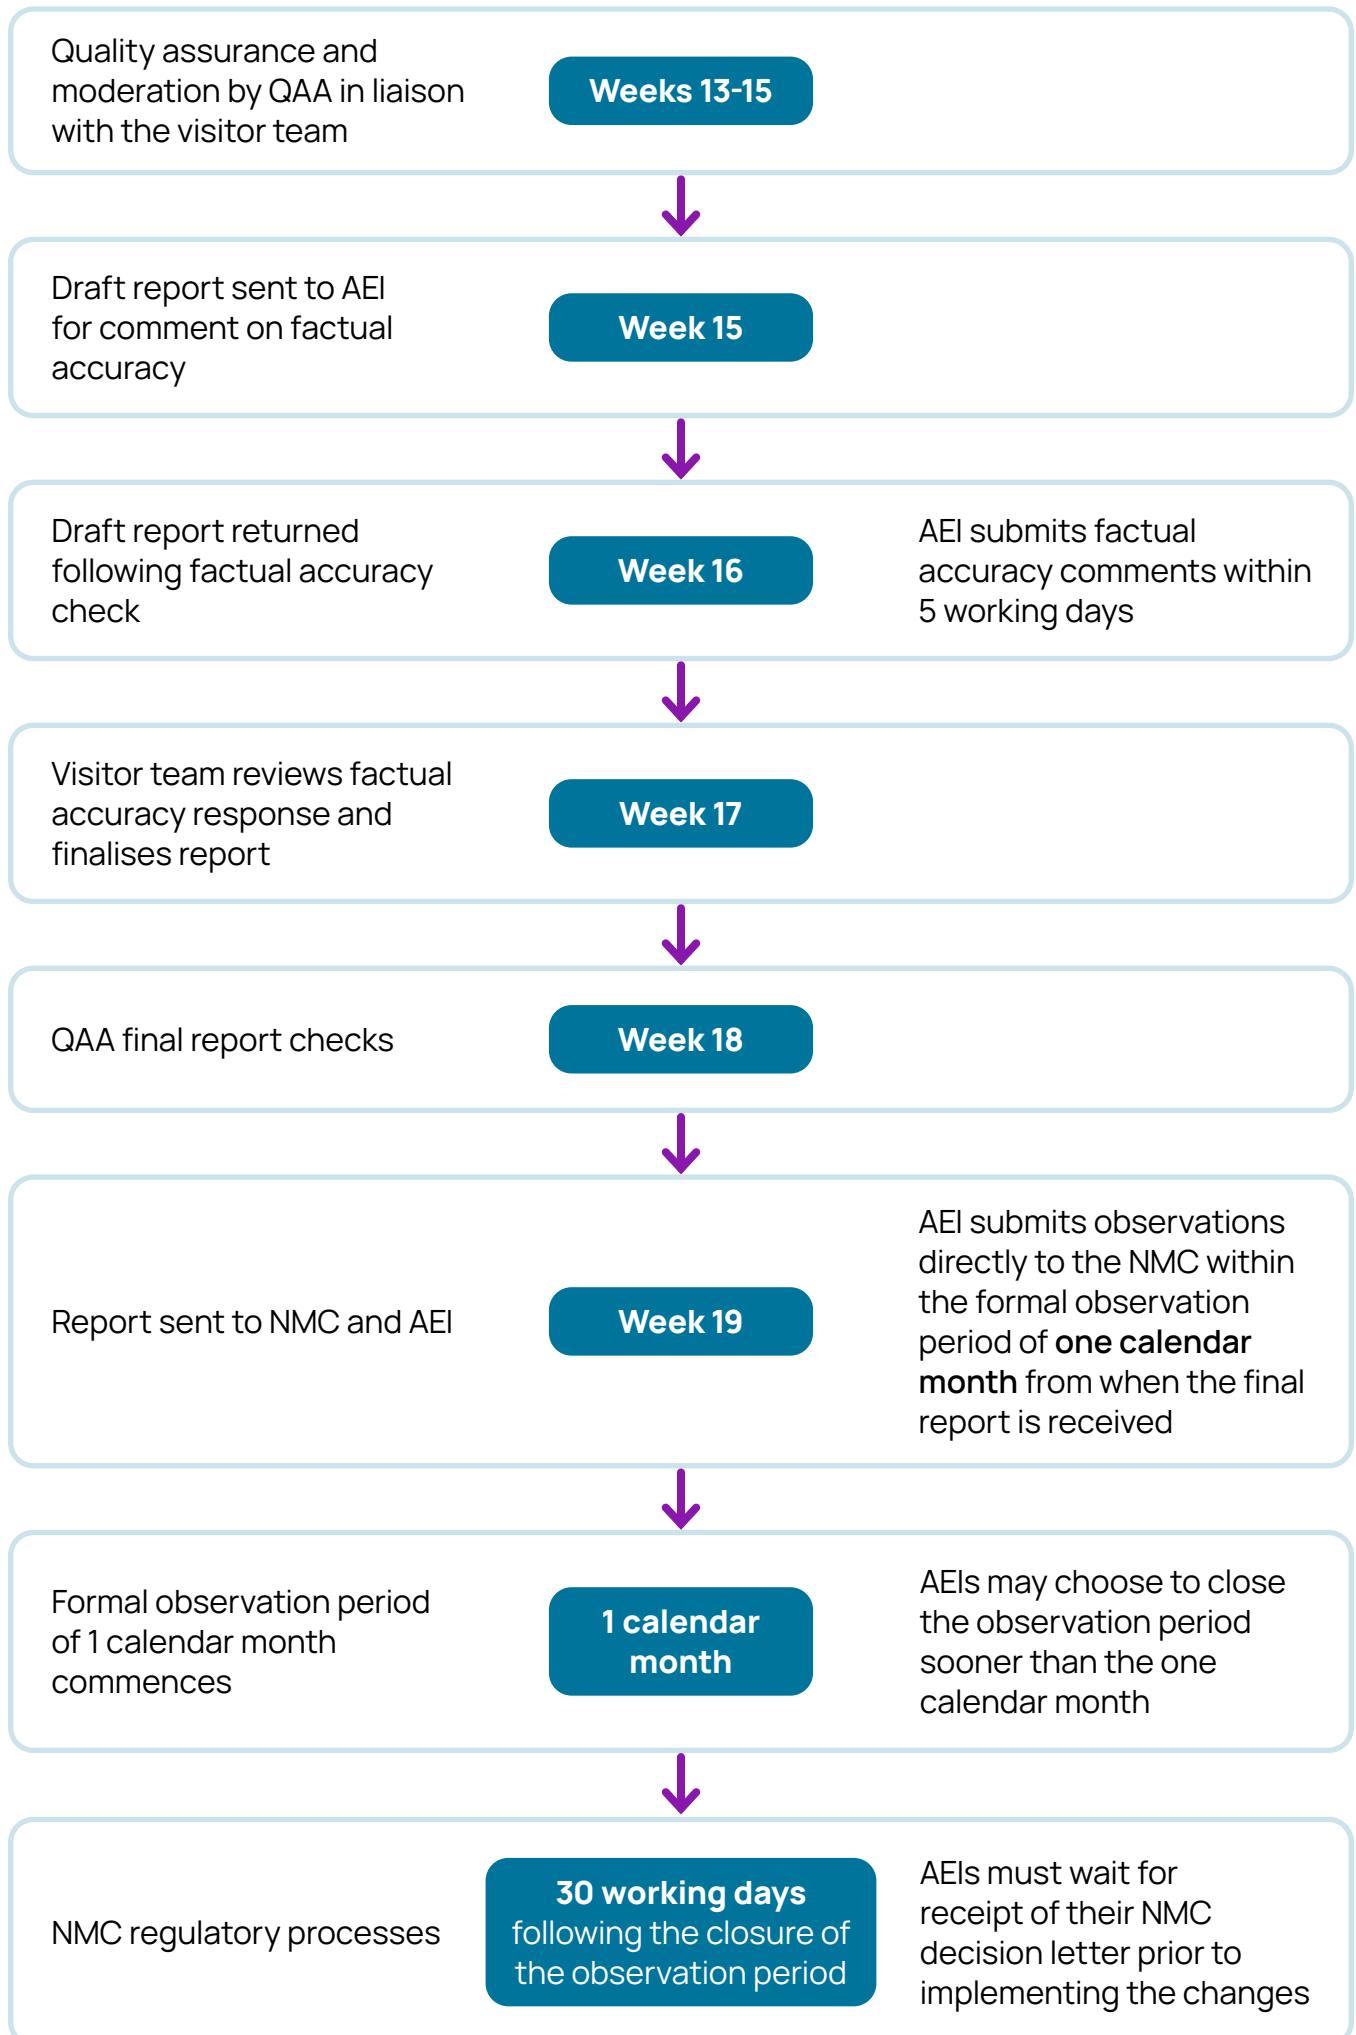 Quality assurance and
moderation by QAA in liaison
with the visitor team
Weeks 13-15
Draft report sent to AEI
for comment on factual
accuracy
Week 15
Draft report returned
following factual accuracy
check
Week 16
AEI submits factual
accuracy comments within
5 working days
Visitor team reviews factual
accuracy response and
finalises report
Week 17
QAA final report checks
Week 18
Report sent to NMC and AEI
Week 19
AEI submits observations
directly to the NMC within
the formal observation
period of one calendar
month from when the final
report is received
Formal observation period
of 1 calendar month
commences
1 calendar
month
AEIs may choose to close
the observation period
sooner than the one
calendar month
NMC regulatory processes
30 working days
following the closure of
the observation period
AEIs must wait for
receipt of their NMC
decision letter prior to
implementing the changes